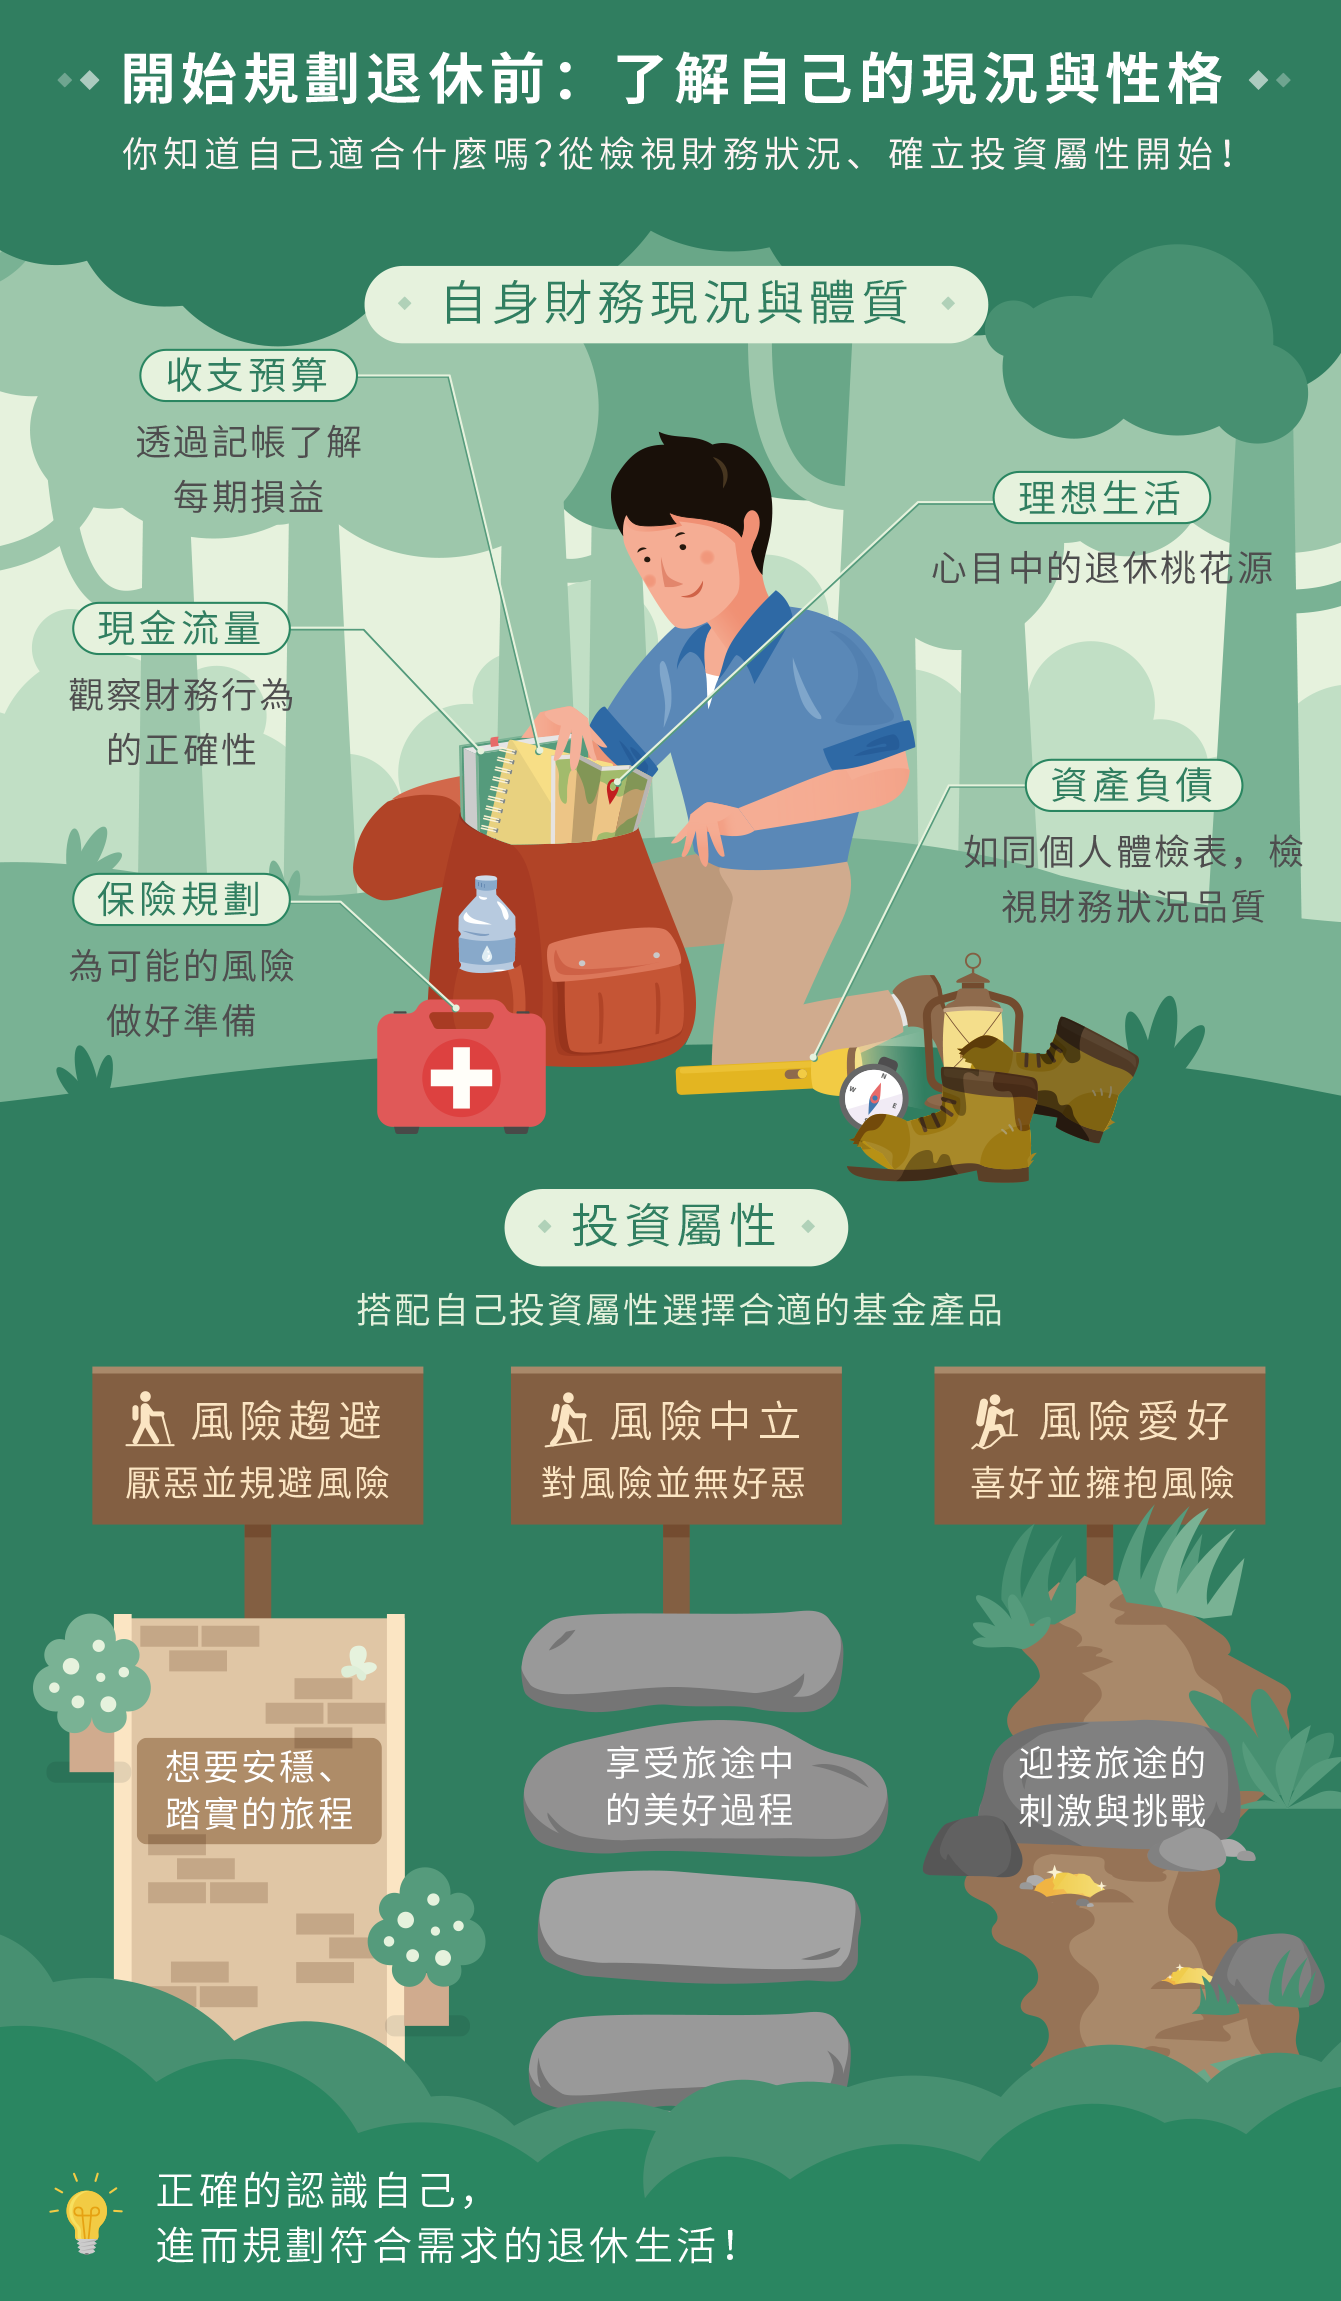 開始規劃退休前：了解自己的現況與性格
你知道自己適合什麼嗎？從檢視財務狀況、確立投資屬性開始！
自身財務現況與體質
收支預算
透過記帳了解
每期損益
現金流量
觀察財務行為
的正確性
保險規劃
為可能的風險
做好準備
理想生活
心目中的退休桃花源
資產負債
如同個人體檢表，檢
視財務狀況品質
N
W
E
投資屬性
搭配自己投資屬性選擇合適的基金產品
風險趨避
厭惡並規避風險
想要安穩、
踏實的旅程
風險中立
對風險並無好惡
享受旅途中
的美好過程
風險愛好
喜好並擁抱風險
迎接旅途的
刺激與挑戰
正確的認識自己，
進而規劃符合需求的退休生活！